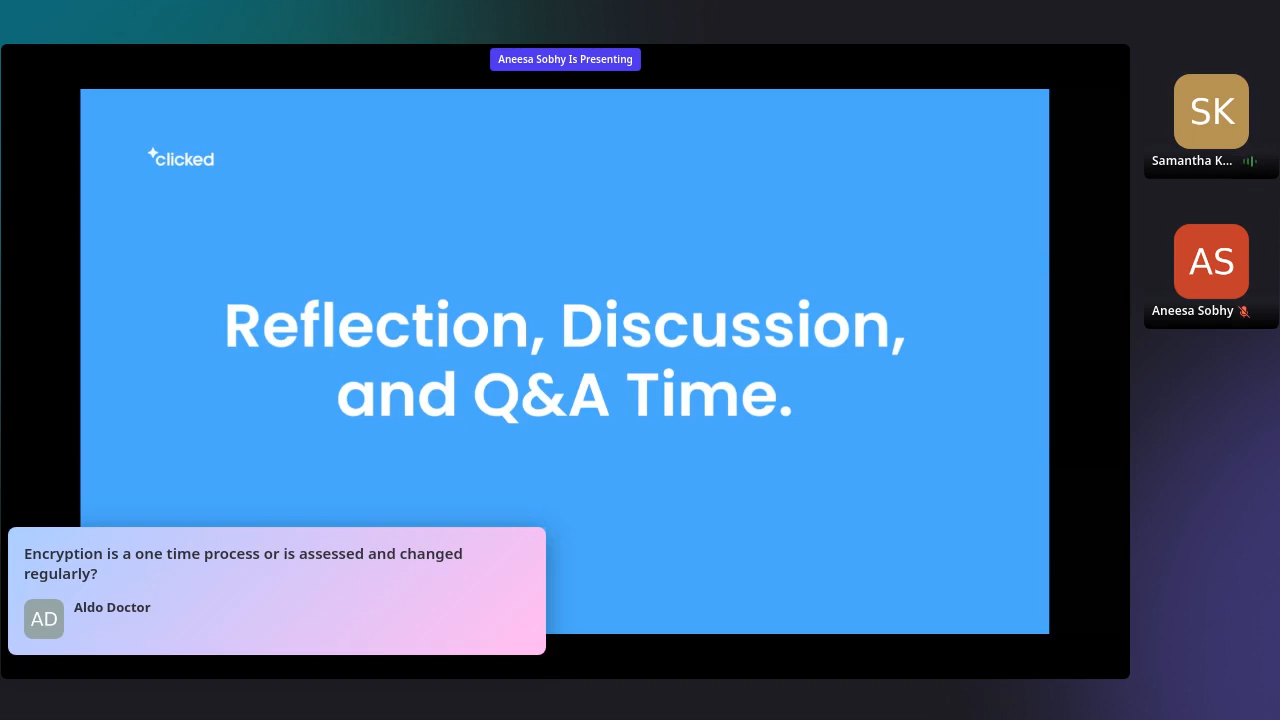 Aneesa Sobhy Is Presenting
clicked
Reflection, Discussion,
and Q&A Time.
Encryption is a one time process or is assessed and changed
regularly?
AD
Aldo Doctor
SK
Samantha K...
AS
Aneesa Sobhy